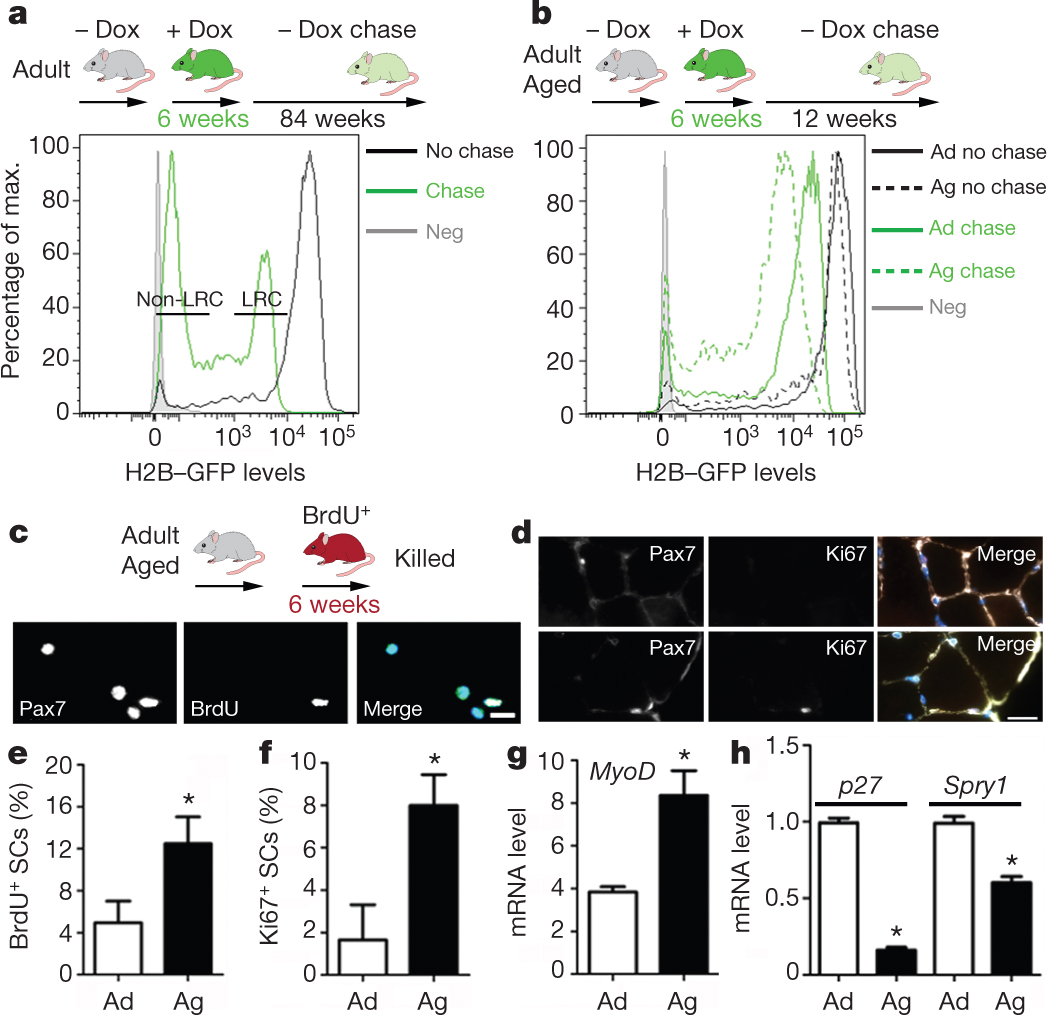 a
– Dox + Dox – Dox chase
Adult
6 weeks 84 weeks
Percentage of max.
100
80
60
40
20
0
Non-LRC LRC
0 10³ 10⁴ 10⁵
H2B–GFP levels
No chase
Chase
Neg
b
– Dox + Dox – Dox chase
Adult
Aged
6 weeks 12 weeks
100
80
60
40
20
0
0 10³ 10⁴ 10⁵
H2B–GFP levels
Ad no chase
Ag no chase
Ad chase
Ag chase
Neg
c
Adult
Aged
BrdU⁺
Killed
6 weeks
Pax7 BrdU Merge
d
Pax7 Ki67 Merge
Pax7 Ki67 Merge
e
BrdU⁺ SCs (%)
20
16
12
8
4
0
*
Ad Ag
f
Ki67⁺ SCs (%)
10
8
6
4
2
0
*
Ad Ag
g
MyoD
mRNA level
10
8
6
4
2
0
*
Ad Ag
h
p27 Spry1
mRNA level
1.5
1.0
0.5
0
*
*
Ad Ag Ad Ag